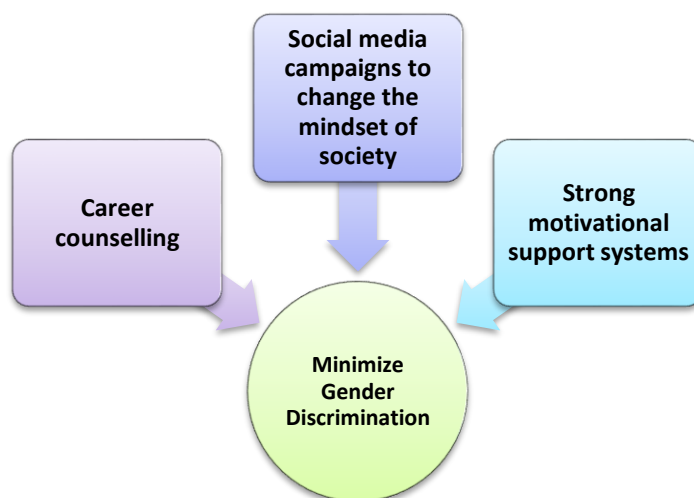 Social media
campaigns to
change the
mindset of
society
Career
counselling
Strong
motivational
support systems
Minimize
Gender
Discrimination